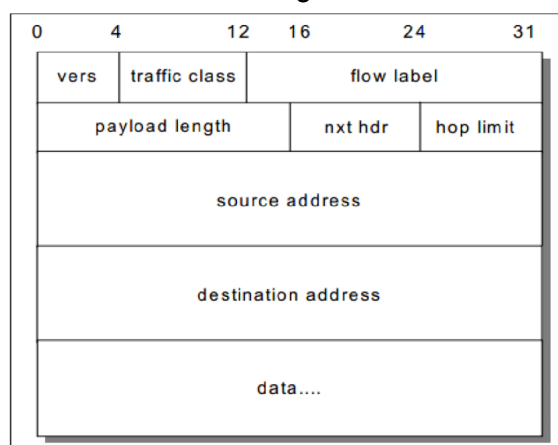 0 4 12 16 24 31
vers traffic class flow label
payload length nxt hdr hop limit
source address
destination address
data....